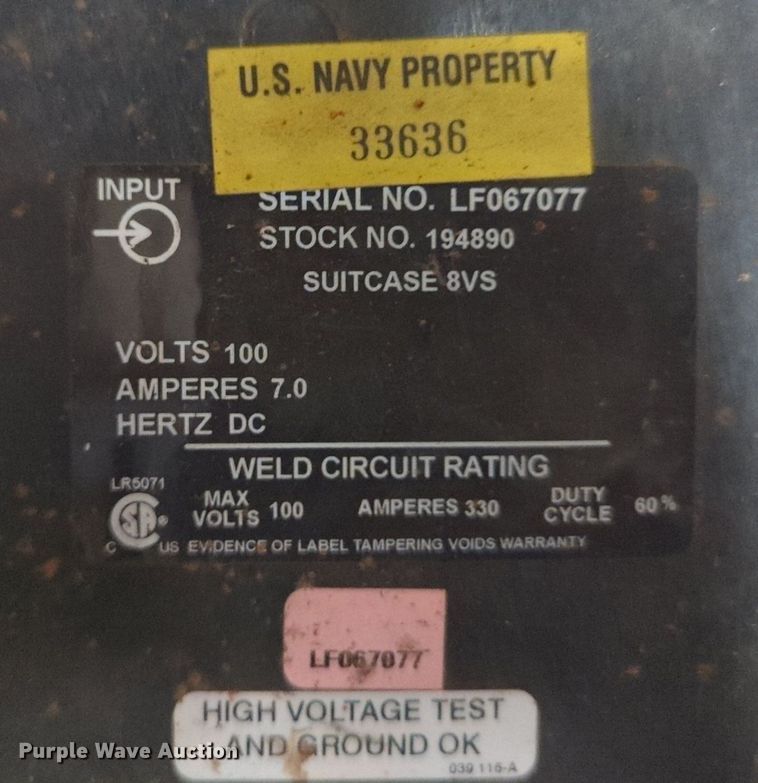 U.S. NAVY PROPERTY
33636
INPUT
SERIAL NO. LF067077
STOCK NO. 194890
SUITCASE 8VS
VOLTS 100
AMPERES 7.0
HERTZ DC
WELD CIRCUIT RATING
LR5071
MAX VOLTS 100 AMPERES 330 DUTY CYCLE 60%
SA®
C US EVIDENCE OF LABEL TAMPERING VOIDS WARRANTY
LF067077
HIGH VOLTAGE TEST
AND GROUND OK
039 116-A
Purple Wave Auction